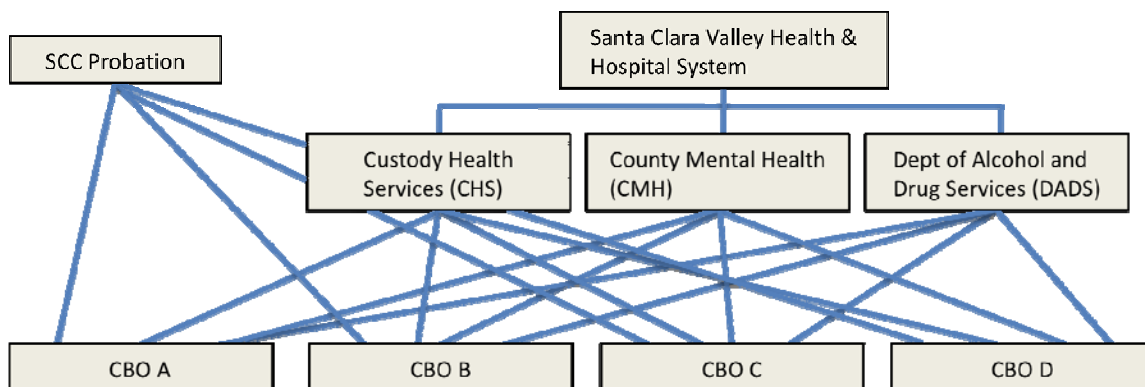 SCC Probation
Santa Clara Valley Health &
Hospital System
Custody Health
Services (CHS)
County Mental Health
(CMH)
Dept of Alcohol and
Drug Services (DADS)
CBO A
CBO B
CBO C
CBO D